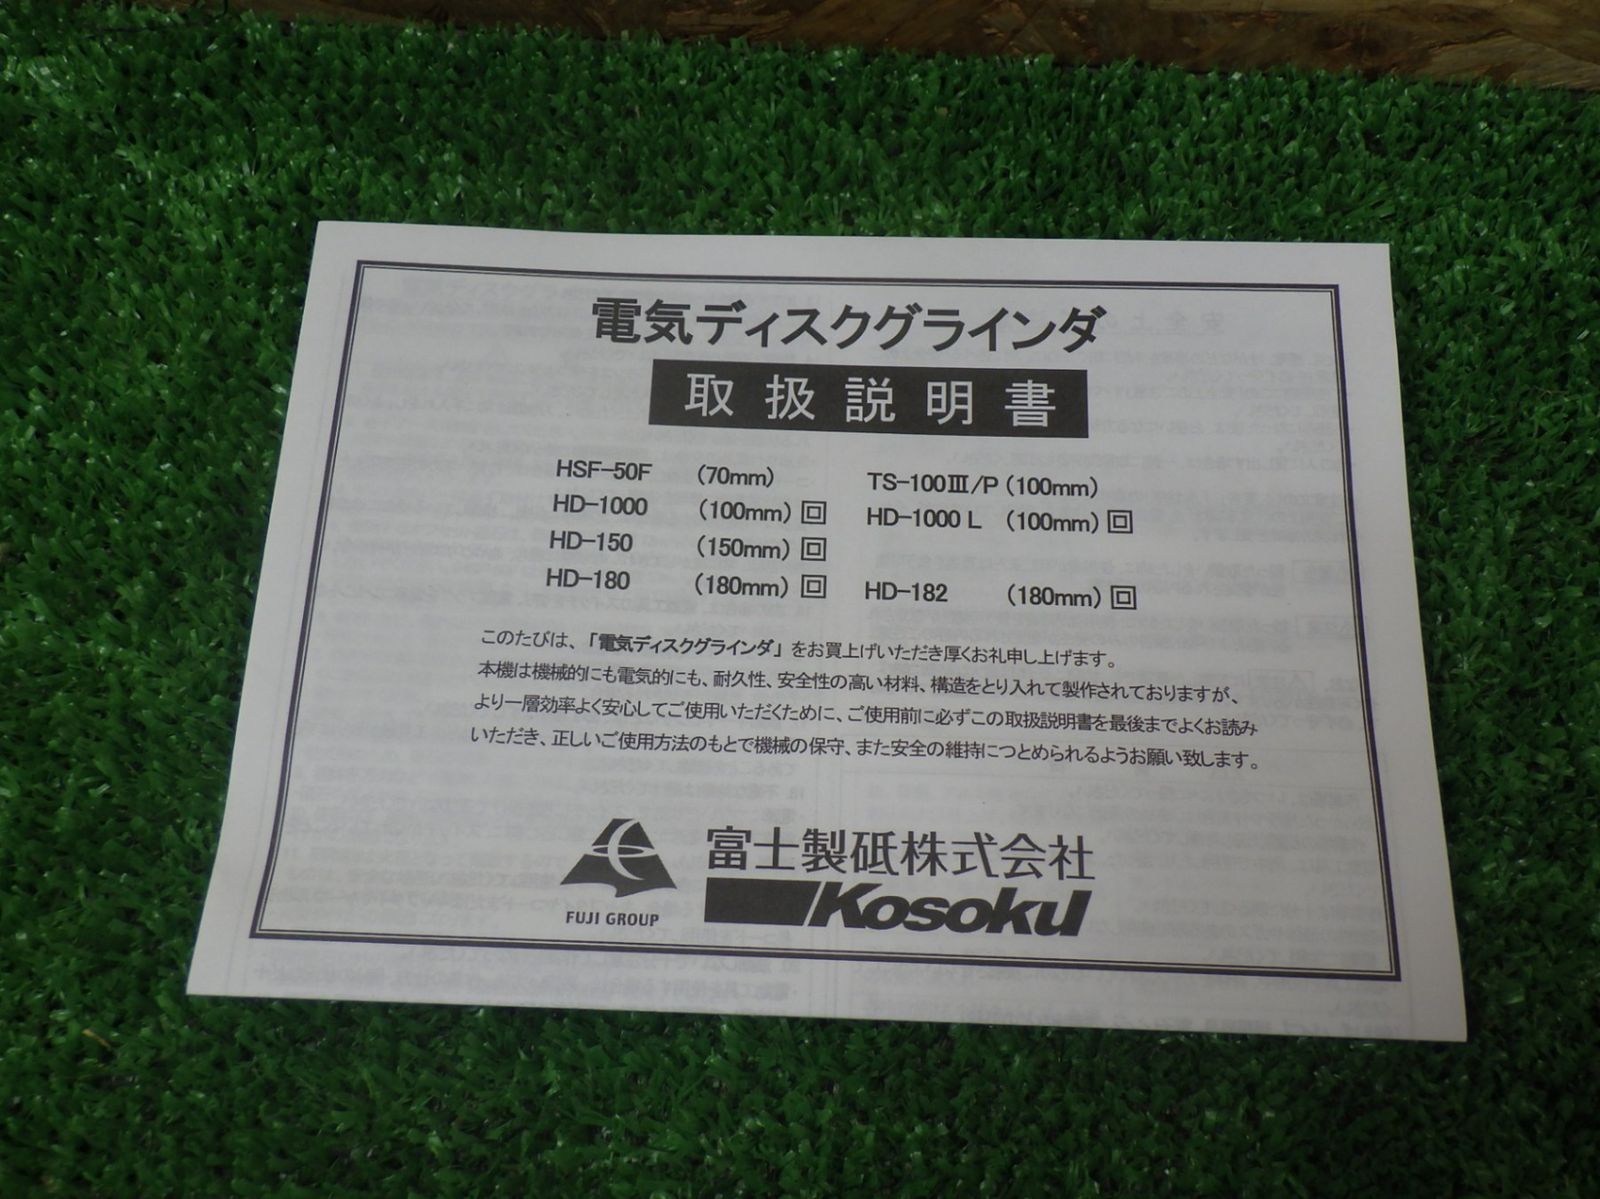 電気ディスクグラインダ
取扱説明書
HSF-50F (70mm) TS-100Ⅲ/P (100mm)
HD-1000 (100mm) 回 HD-1000 L (100mm) 回
HD-150 (150mm) 回
HD-180 (180mm) 回 HD-182 (180mm) 回
このたびは、「電気ディスクグラインダ」をお買上げいただき厚くお礼申し上げます。
本機は機械的にも電気的にも、耐久性、安全性の高い材料、構造をとり入れて製作されておりますが、
より一層効率よく安心してご使用いただくために、ご使用前に必ずこの取扱説明書を最後までよくお読み
いただき、正しいご使用方法のもとで機械の保守、また安全の維持につとめられるようお願い致します。
富士製砥株式会社
FUJI GROUP
Kosoku